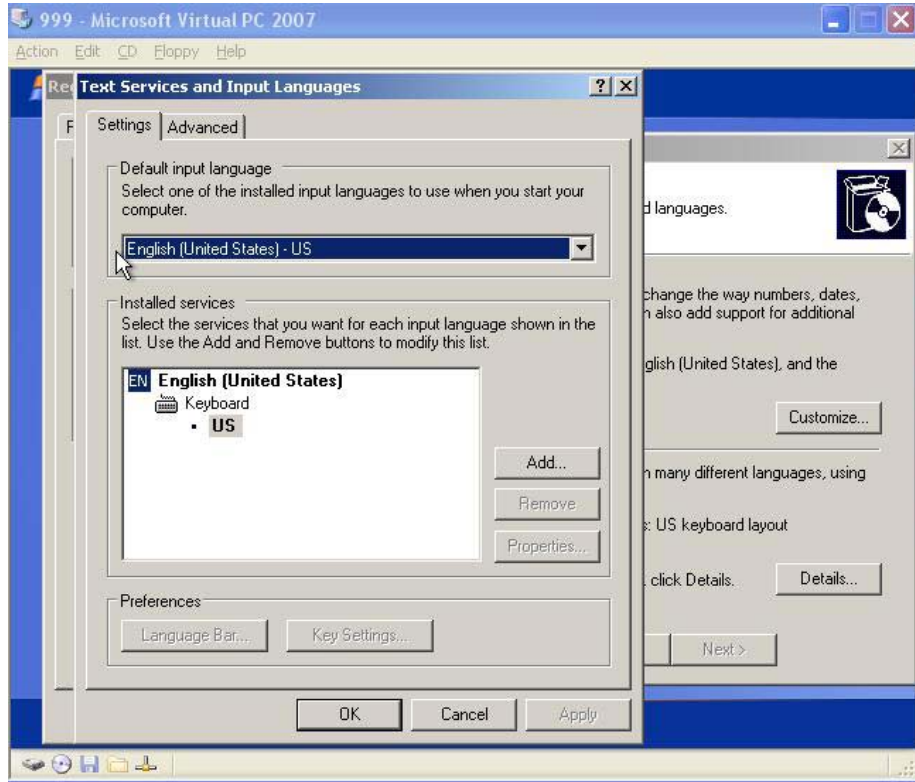 999 - Microsoft Virtual PC 2007
Action Edit CD Floppy Help
Text Services and Input Languages
Settings
Advanced
Default input language
Select one of the installed input languages to use when you start your
computer.
English (United States) - US
Installed services
Select the services that you want for each input language shown in the
list. Use the Add and Remove buttons to modify this list.
EN English (United States)
Keyboard
• US
Add...
Remove
Properties...
Preferences
Language Bar...
Key Settings...
OK
Cancel
Apply
d languages.
change the way numbers, dates,
also add support for additional
glish (United States), and the
Customize...
many different languages, using
: US keyboard layout
click Details.
Details...
Next >